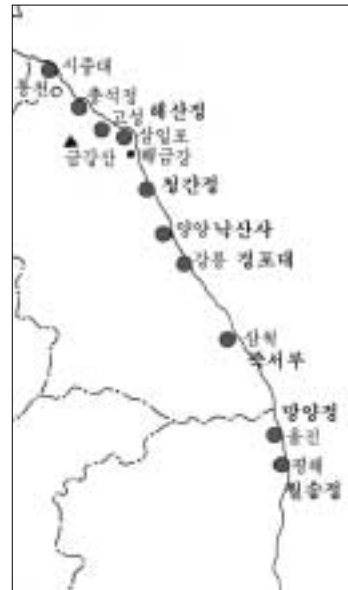 시중대
통천
총석정
고성 해산정
삼일포
금강산
해금강
청간정
양양 낙산사
강릉 경포대
삼척
죽서루
망양정
울진
평해
월송정